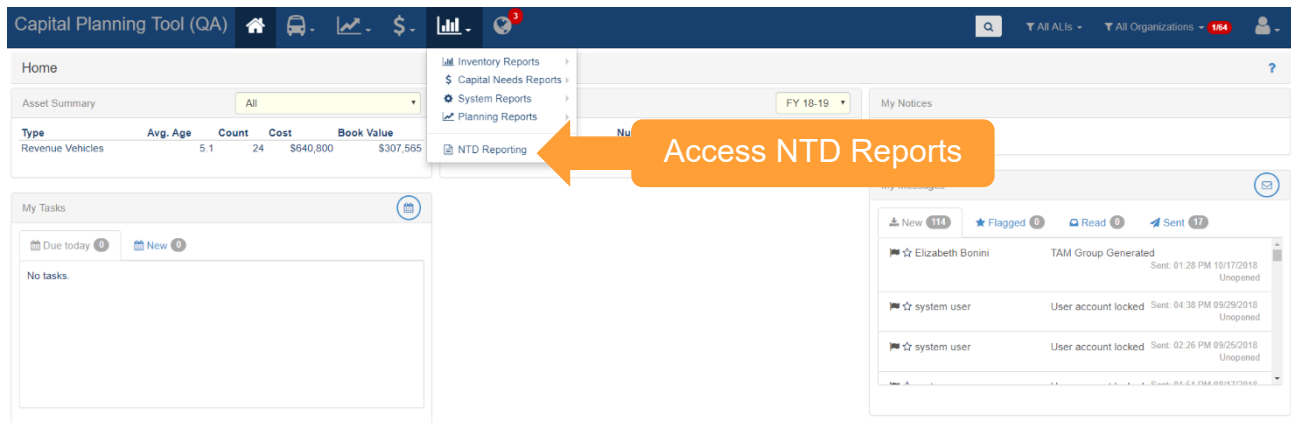 Capital Planning Tool (QA) $ 3 All ALIs All Organizations 1/64
Home ?
Inventory Reports
$ Capital Needs Reports
System Reports
Planning Reports
NTD Reporting
Asset Summary All
FY 18-19
My Notices
Type Avg. Age Count Cost Book Value
Revenue Vehicles 5.1 24 $640,800 $307,565
Access NTD Reports
My Tasks
Due today 0 New 0
No tasks.
New 114 Flagged 0 Read 0 Sent 17
Elizabeth Bonini TAM Group Generated
Sent: 01:28 PM 10/17/2018
Unopened
system user User account locked Sent: 04:38 PM 09/29/2018
Unopened
system user User account locked Sent: 02:26 PM 09/25/2018
Unopened